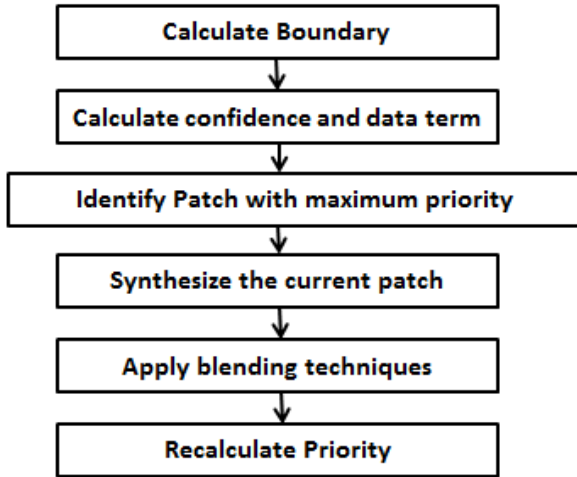 Calculate Boundary
Calculate confidence and data term
Identify Patch with maximum priority
Synthesize the current patch
Apply blending techniques
Recalculate Priority